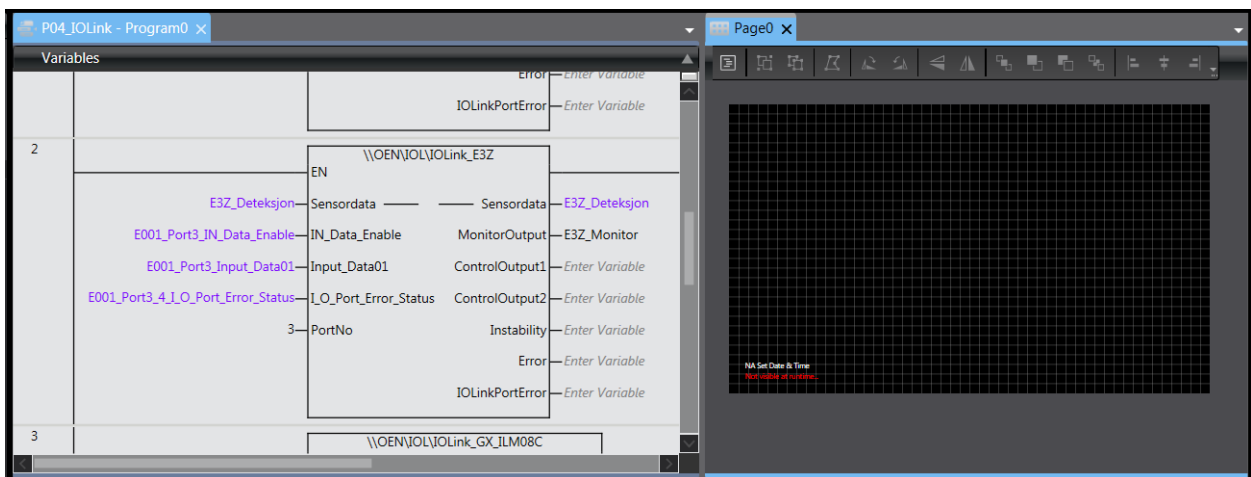 P04_IOLink - Program0
Variables
Error Enter Variable
IOLinkPortError Enter Variable
2
\\OEN\IOL\IOLink_E3Z
EN
E3Z_Deteksjon Sensordata Sensordata E3Z_Deteksjon
E001_Port3_IN_Data_Enable IN_Data_Enable MonitorOutput E3Z_Monitor
E001_Port3_Input_Data01 Input_Data01 ControlOutput1 Enter Variable
E001_Port3_4_I_O_Port_Error_Status I_O_Port_Error_Status ControlOutput2 Enter Variable
3 PortNo Instability Enter Variable
Error Enter Variable
IOLinkPortError Enter Variable
3
\\OEN\IOL\IOLink_GX_ILM08C
Page0
NA Set Date & Time
Not visible at runtime.